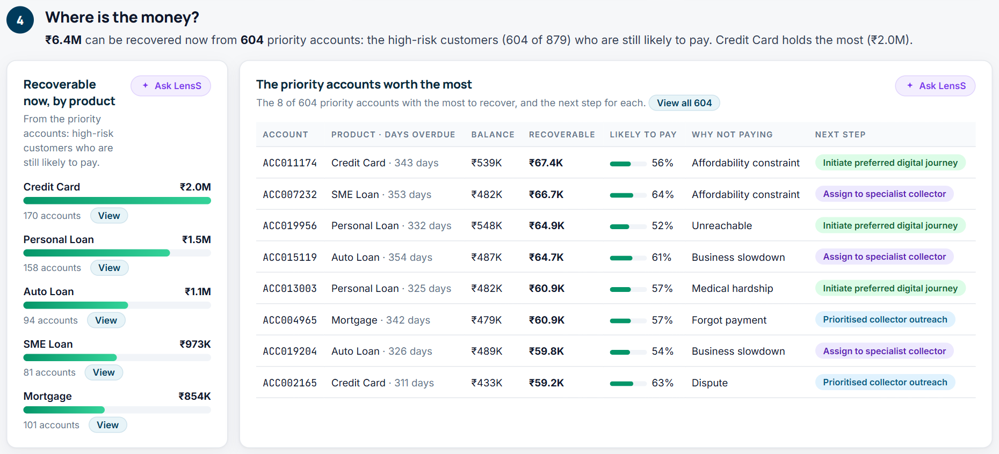 4
Where is the money?
₹6.4M can be recovered now from 604 priority accounts: the high-risk customers (604 of 879) who are still likely to pay. Credit Card holds the most (₹2.0M).
Recoverable
now, by product
Ask LensS
From the priority
accounts: high-risk
customers who are
still likely to pay.
Credit Card ₹2.0M
170 accounts View
Personal Loan ₹1.5M
158 accounts View
Auto Loan ₹1.1M
94 accounts View
SME Loan ₹973K
81 accounts View
Mortgage ₹854K
101 accounts View
The priority accounts worth the most
Ask LensS
The 8 of 604 priority accounts with the most to recover, and the next step for each. View all 604
ACCOUNT PRODUCT · DAYS OVERDUE BALANCE RECOVERABLE LIKELY TO PAY WHY NOT PAYING NEXT STEP
ACC011174 Credit Card · 343 days ₹539K ₹67.4K 56% Affordability constraint Initiate preferred digital journey
ACC007232 SME Loan · 353 days ₹482K ₹66.7K 64% Affordability constraint Assign to specialist collector
ACC019956 Personal Loan · 332 days ₹548K ₹64.9K 52% Unreachable Initiate preferred digital journey
ACC015119 Auto Loan · 354 days ₹487K ₹64.7K 61% Business slowdown Assign to specialist collector
ACC013003 Personal Loan · 325 days ₹482K ₹60.9K 57% Medical hardship Initiate preferred digital journey
ACC004965 Mortgage · 342 days ₹479K ₹60.9K 57% Forgot payment Prioritised collector outreach
ACC019204 Auto Loan · 326 days ₹489K ₹59.8K 54% Business slowdown Assign to specialist collector
ACC002165 Credit Card · 311 days ₹433K ₹59.2K 63% Dispute Prioritised collector outreach